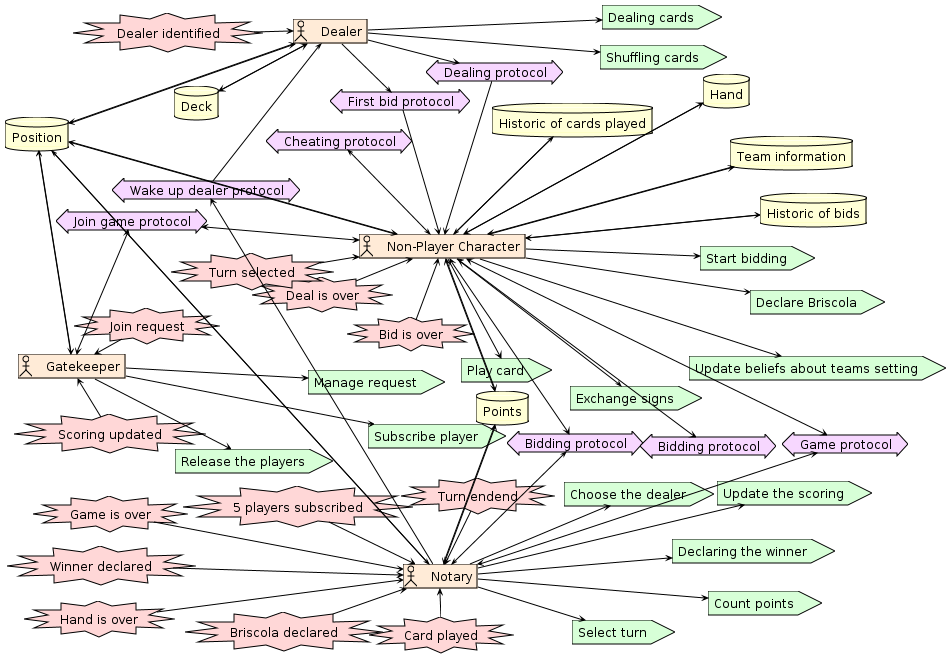 Dealing cards
Dealer identified
Dealer
Shuffling cards
Dealing protocol
Hand
First bid protocol
Deck
Historic of cards played
Position
Cheating protocol
Team information
Wake up dealer protocol
Historic of bids
Join game protocol
Non-Player Character
Start bidding
Turn selected
Deal is over
Declare Briscola
Join request
Bid is over
Gatekeeper
Play card
Update beliefs about teams setting
Manage request
Exchange signs
Points
Scoring updated
Subscribe player
Bidding protocol
Bidding protocol
Game protocol
Release the players
Turn endend
Choose the dealer
Update the scoring
5 players subscribed
Game is over
Declaring the winner
Winner declared
Notary
Count points
Hand is over
Briscola declared
Card played
Select turn